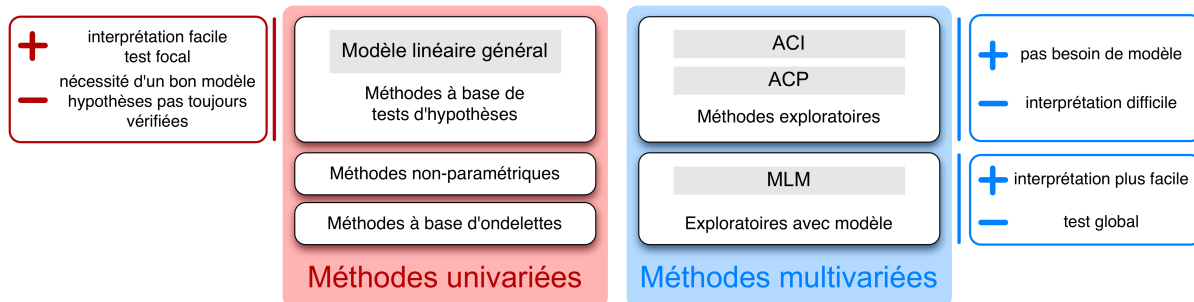 interprétation facile
test focal
nécessité d'un bon modèle
hypothèses pas toujours
vérifiées
Modèle linéaire général
Méthodes à base de
tests d'hypothèses
Méthodes non-paramétriques
Méthodes à base d'ondelettes
Méthodes univariées
ACI
ACP
Méthodes exploratoires
MLM
Exploratoires avec modèle
Méthodes multivariées
pas besoin de modèle
interprétation difficile
interprétation plus facile
test global